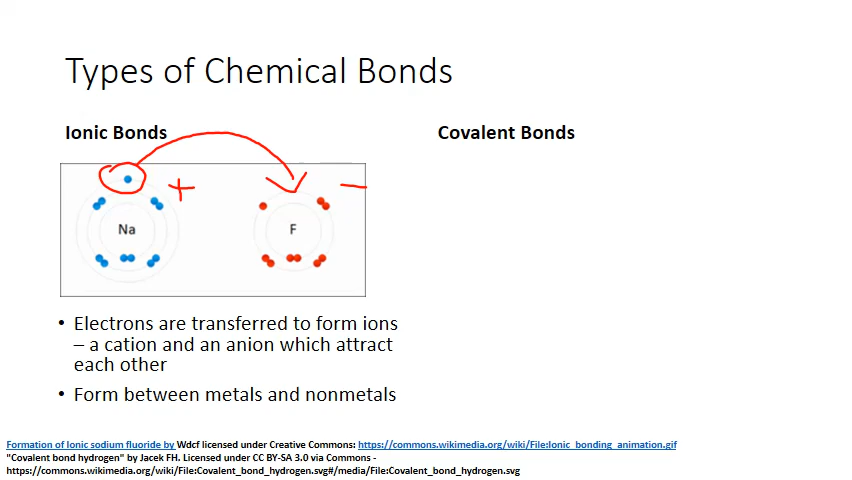 Types of Chemical Bonds
Ionic Bonds
Covalent Bonds
+
−
Na
F
• Electrons are transferred to form ions
– a cation and an anion which attract
each other
• Form between metals and nonmetals
Formation of Ionic sodium fluoride by Wdcf licensed under Creative Commons: https://commons.wikimedia.org/wiki/File:Ionic_bonding_animation.gif
"Covalent bond hydrogen" by Jacek FH. Licensed under CC BY-SA 3.0 via Commons -
https://commons.wikimedia.org/wiki/File:Covalent_bond_hydrogen.svg#/media/File:Covalent_bond_hydrogen.svg